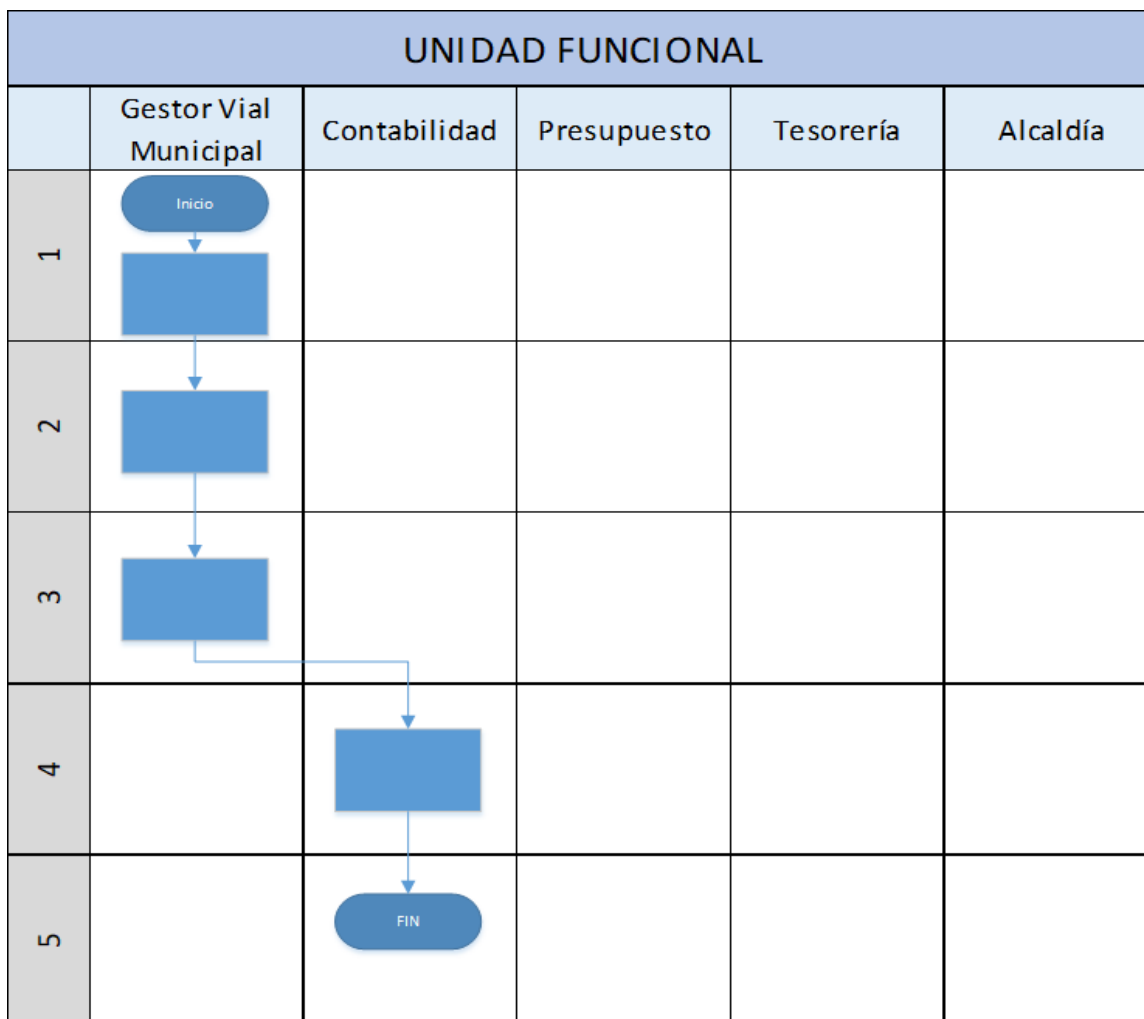 UNIDAD FUNCIONAL
Gestor Vial
Municipal
Contabilidad
Presupuesto
Tesorería
Alcaldía
1
Inicio
2
3
4
5
FIN